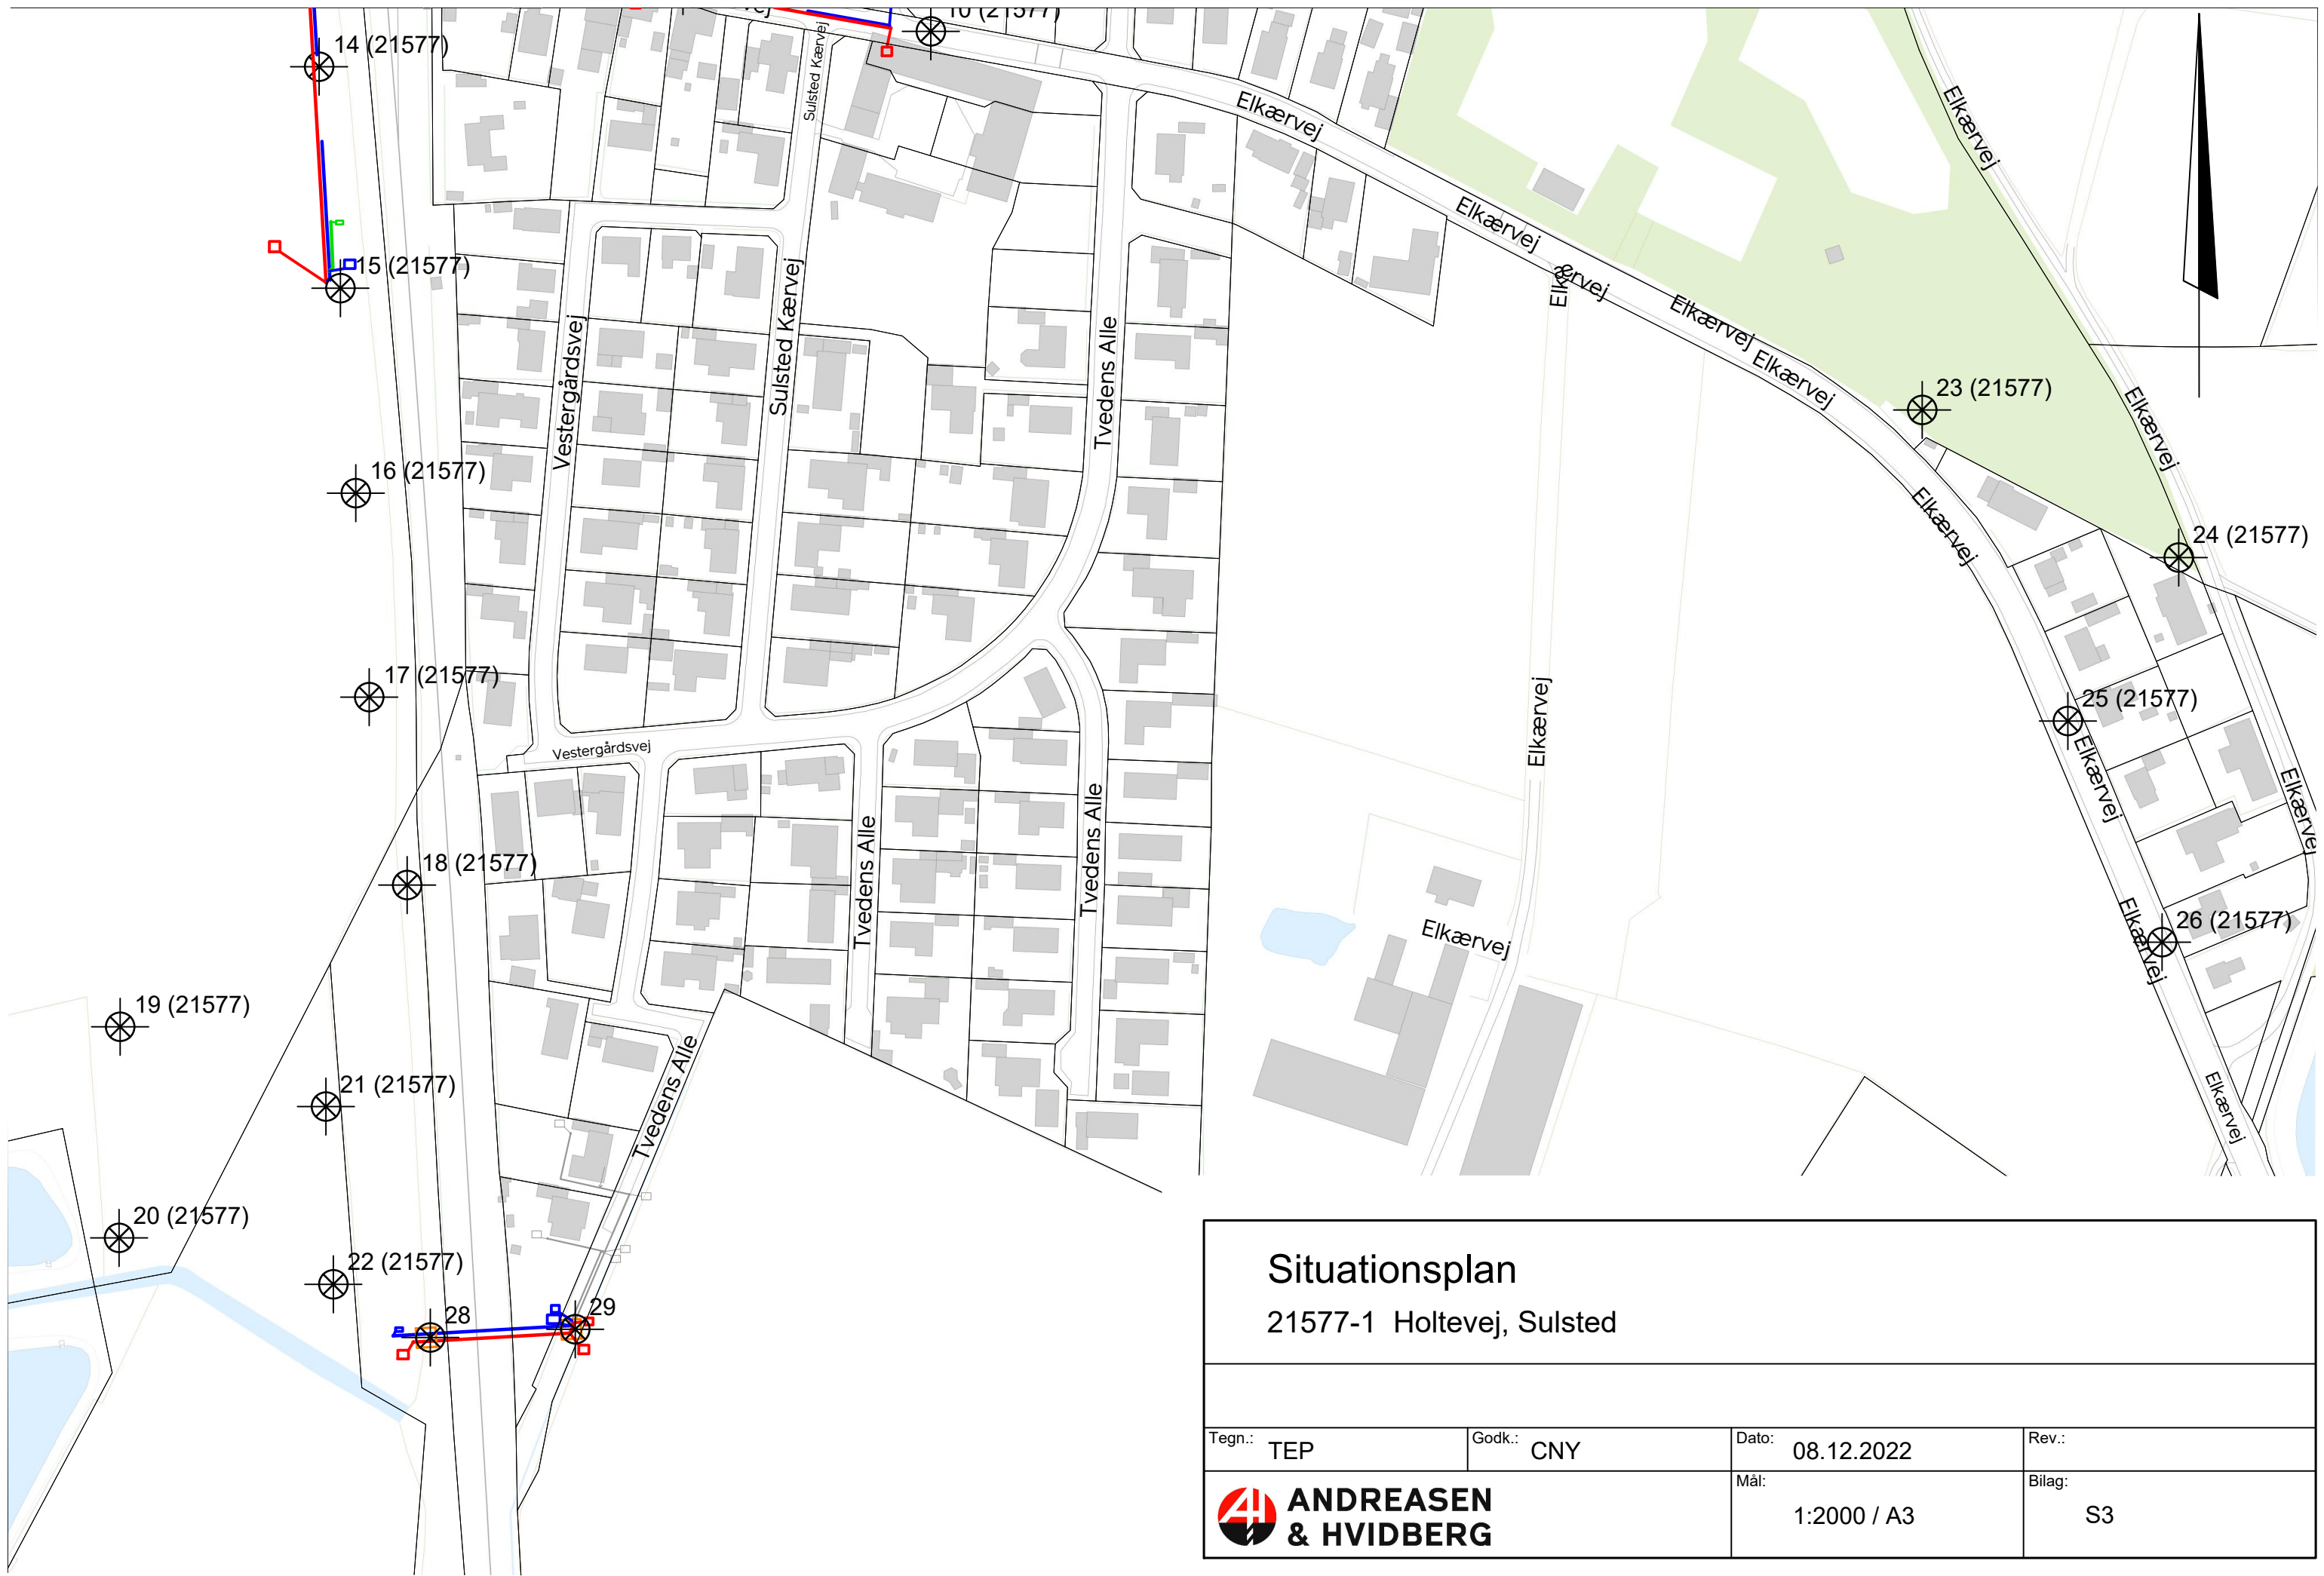 10 (21577)
14 (21577)
Sulsted Kærvej
Elkærvej
Elkærvej
Elkærvej
15 (21577)
Elk
ærvej
Elkærvej
Elkærvej
Vestergårdsvej
Sulsted Kærvej
Tvedens Alle
23 (21577)
Elkærvej
16 (21577)
Elkærvej
24 (21577)
17 (21577)
Vestergårdsvej
Elkærvej
25 (21577)
Elkærvej
Elkærvej
18 (21577)
Tvedens Alle
Tvedens Alle
Elkærvej
Elkærvej
26 (21577)
19 (21577)
21 (21577)
Tvedens Alle
Elkærvej
20 (21577)
22 (21577)
28
29
Situationsplan
21577-1 Holtevej, Sulsted
Tegn.: TEP
Godk.: CNY
Dato: 08.12.2022
Rev.:
ANDREASEN
& HVIDBERG
Mål:
1:2000 / A3
Bilag:
S3